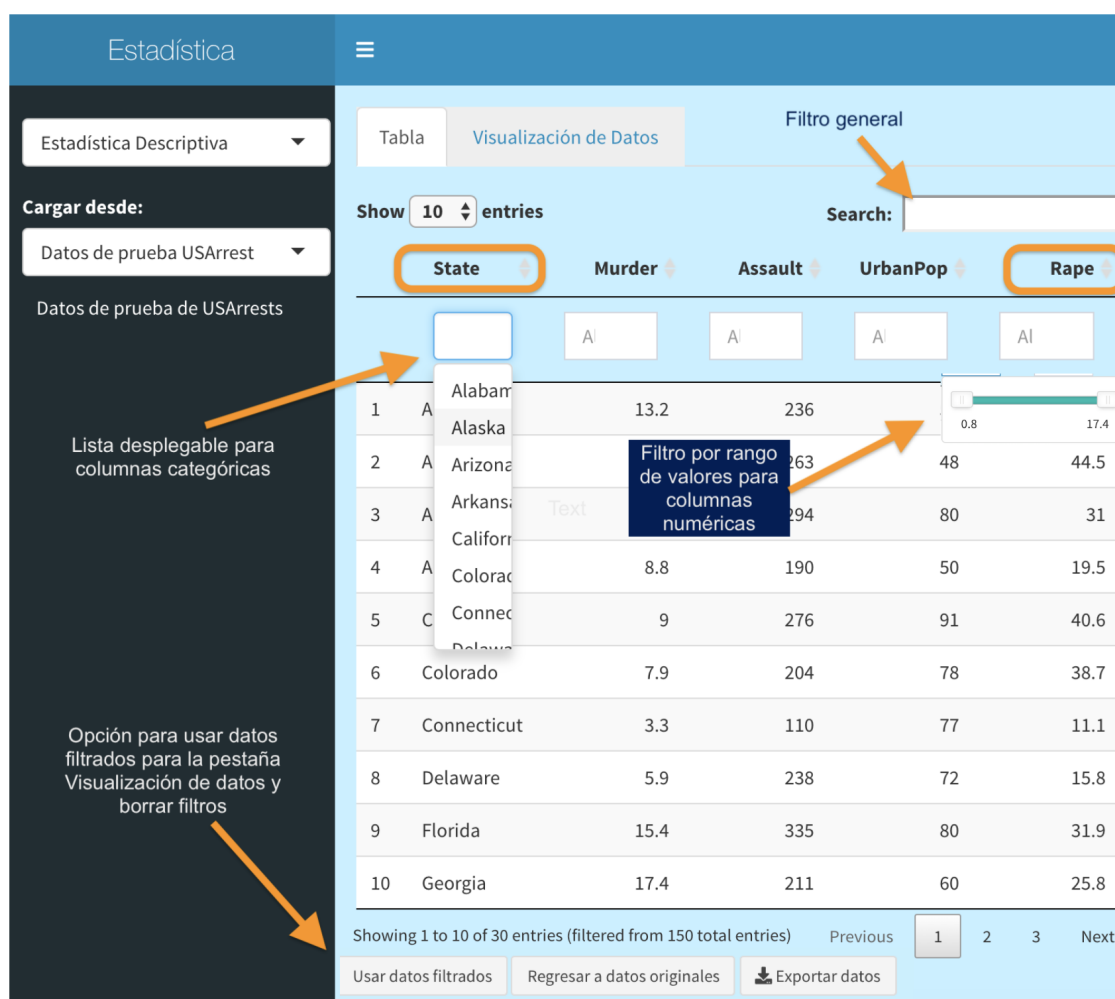 Estadística
Estadística Descriptiva
Cargar desde:
Datos de prueba USArrest
Datos de prueba de USArrests
Lista desplegable para
columnas categóricas
Opción para usar datos
filtrados para la pestaña
Visualización de datos y
borrar filtros
Tabla Visualización de Datos
Filtro general
Show 10 entries
Search:
State Murder Assault UrbanPop Rape
Al Al Al Al
Alabam
Alaska
Arizona
Arkansa
Californ
Colorad
Connec
Delawa
0.8 17.4
Filtro por rango
de valores para
columnas
numéricas
Text
1 A 13.2 236
2 A 263 48 44.5
3 A 294 80 31
4 A 8.8 190 50 19.5
5 C 9 276 91 40.6
6 Colorado 7.9 204 78 38.7
7 Connecticut 3.3 110 77 11.1
8 Delaware 5.9 238 72 15.8
9 Florida 15.4 335 80 31.9
10 Georgia 17.4 211 60 25.8
Showing 1 to 10 of 30 entries (filtered from 150 total entries) Previous 1 2 3 Next
Usar datos filtrados Regresar a datos originales Exportar datos